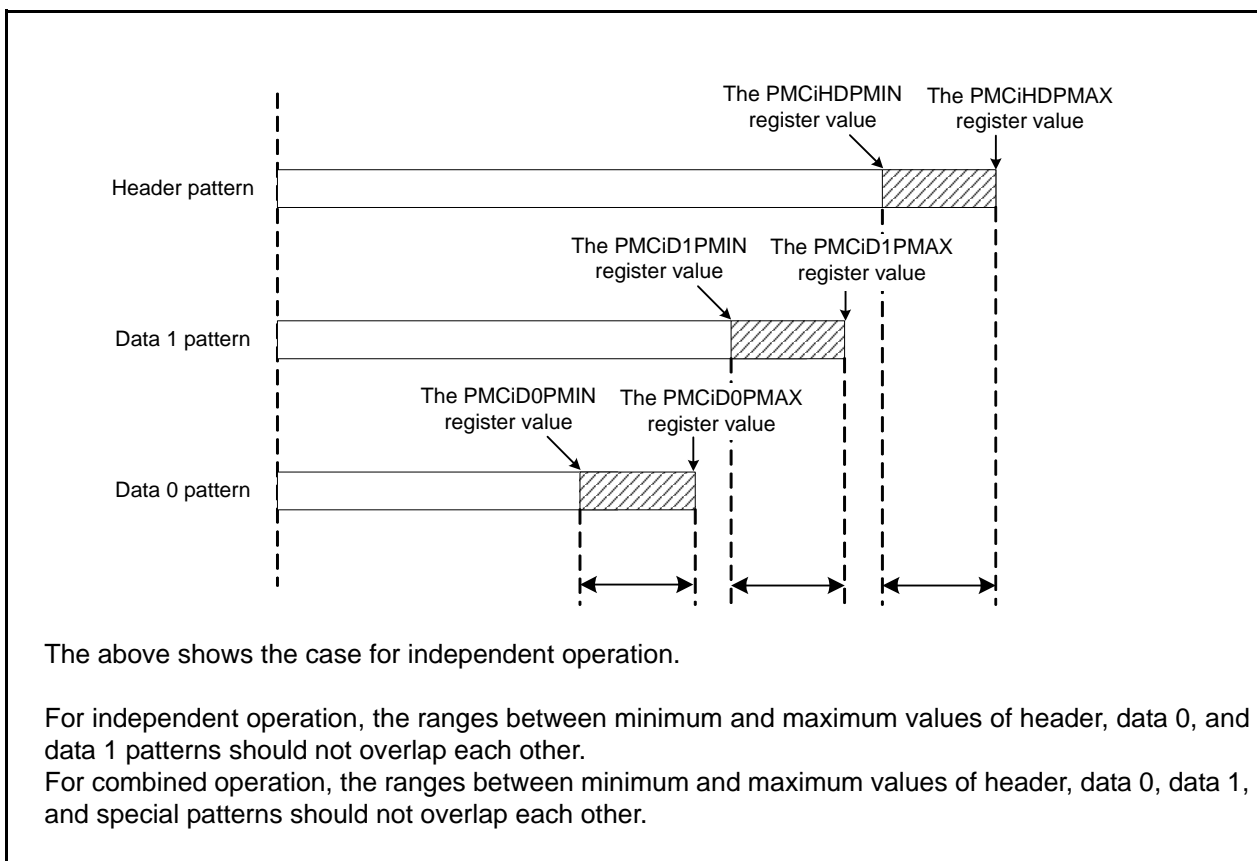 The PMCiHDPMIN
register value
The PMCiHDPMAX
register value
Header pattern
The PMCiD1PMIN
register value
The PMCiD1PMAX
register value
Data 1 pattern
The PMCiD0PMIN
register value
The PMCiD0PMAX
register value
Data 0 pattern
The above shows the case for independent operation.
For independent operation, the ranges between minimum and maximum values of header, data 0, and
data 1 patterns should not overlap each other.
For combined operation, the ranges between minimum and maximum values of header, data 0, data 1,
and special patterns should not overlap each other.